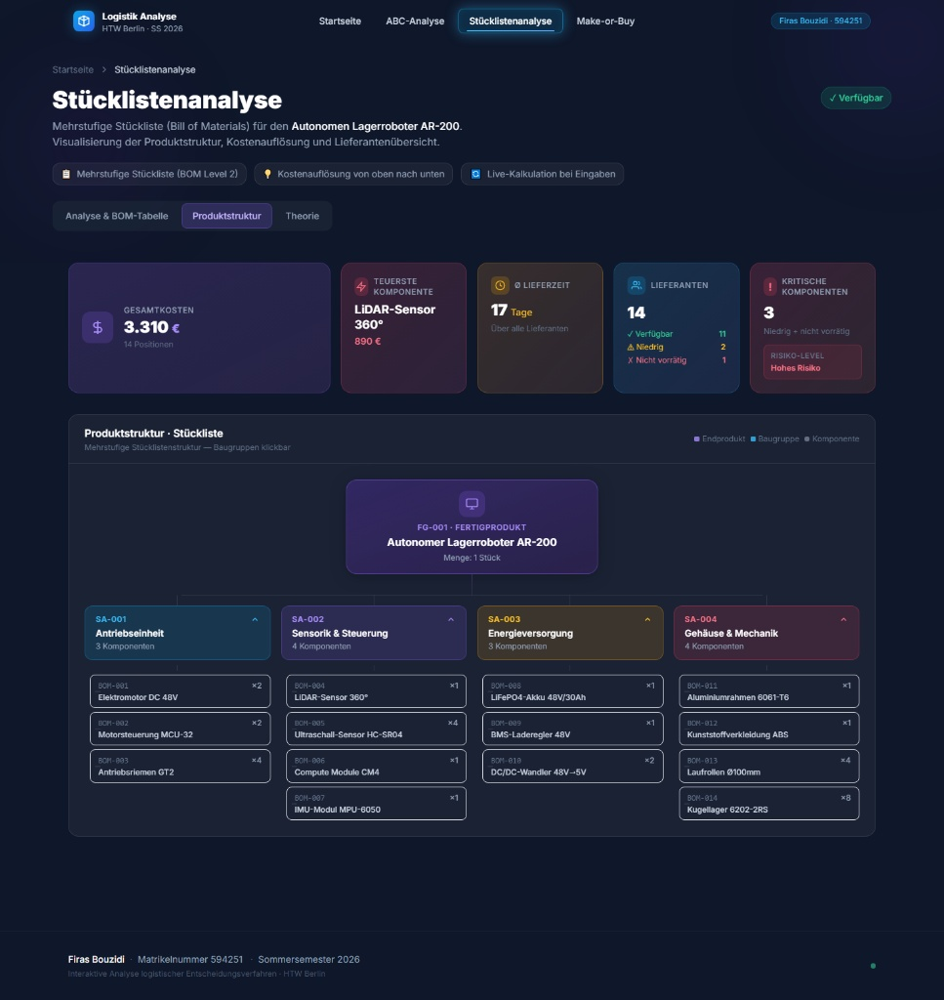 Logistik Analyse
HTW Berlin · SS 2026
Startseite
ABC-Analyse
Stücklistenanalyse
Make-or-Buy
Firas Bouzidi · 594251
Startseite > Stücklistenanalyse
Stücklistenanalyse
✓ Verfügbar
Mehrstufige Stückliste (Bill of Materials) für den Autonomen Lagerroboter AR-200.
Visualisierung der Produktstruktur, Kostenauflösung und Lieferantenübersicht.
Mehrstufige Stückliste (BOM Level 2)
Kostenauflösung von oben nach unten
Live-Kalkulation bei Eingaben
Analyse & BOM-Tabelle
Produktstruktur
Theorie
GESAMTKOSTEN
3.310 €
14 Positionen
TEUERSTE
KOMPONENTE
LiDAR-Sensor
360°
890 €
Ø LIEFERZEIT
17 Tage
Über alle Lieferanten
LIEFERANTEN
14
✓ Verfügbar 11
⚠ Niedrig 2
✗ Nicht vorrätig 1
KRITISCHE
KOMPONENTEN
3
Niedrig + nicht vorrätig
RISIKO-LEVEL
Hohes Risiko
Produktstruktur · Stückliste
Mehrstufige Stücklistenstruktur — Baugruppen klickbar
Endprodukt
Baugruppe
Komponente
FG-001 · FERTIGPRODUKT
Autonomer Lagerroboter AR-200
Menge: 1 Stück
SA-001
Antriebseinheit
3 Komponenten
BOM-001 ×2
Elektromotor DC 48V
BOM-002 ×2
Motorsteuerung MCU-32
BOM-003 ×4
Antriebsriemen GT2
SA-002
Sensorik & Steuerung
4 Komponenten
BOM-004 ×1
LiDAR-Sensor 360°
BOM-005 ×4
Ultraschall-Sensor HC-SR04
BOM-006 ×1
Compute Module CM4
BOM-007 ×1
IMU-Modul MPU-6050
SA-003
Energieversorgung
3 Komponenten
BOM-008 ×1
LiFePO4-Akku 48V/30Ah
BOM-009 ×1
BMS-Laderegler 48V
BOM-010 ×2
DC/DC-Wandler 48V→5V
SA-004
Gehäuse & Mechanik
4 Komponenten
BOM-011 ×1
Aluminiumrahmen 6061-T6
BOM-012 ×1
Kunststoffverkleidung ABS
BOM-013 ×4
Laufrollen Ø100mm
BOM-014 ×8
Kugellager 6202-2RS
Firas Bouzidi · Matrikelnummer 594251 · Sommersemester 2026
Interaktive Analyse logistischer Entscheidungsverfahren · HTW Berlin